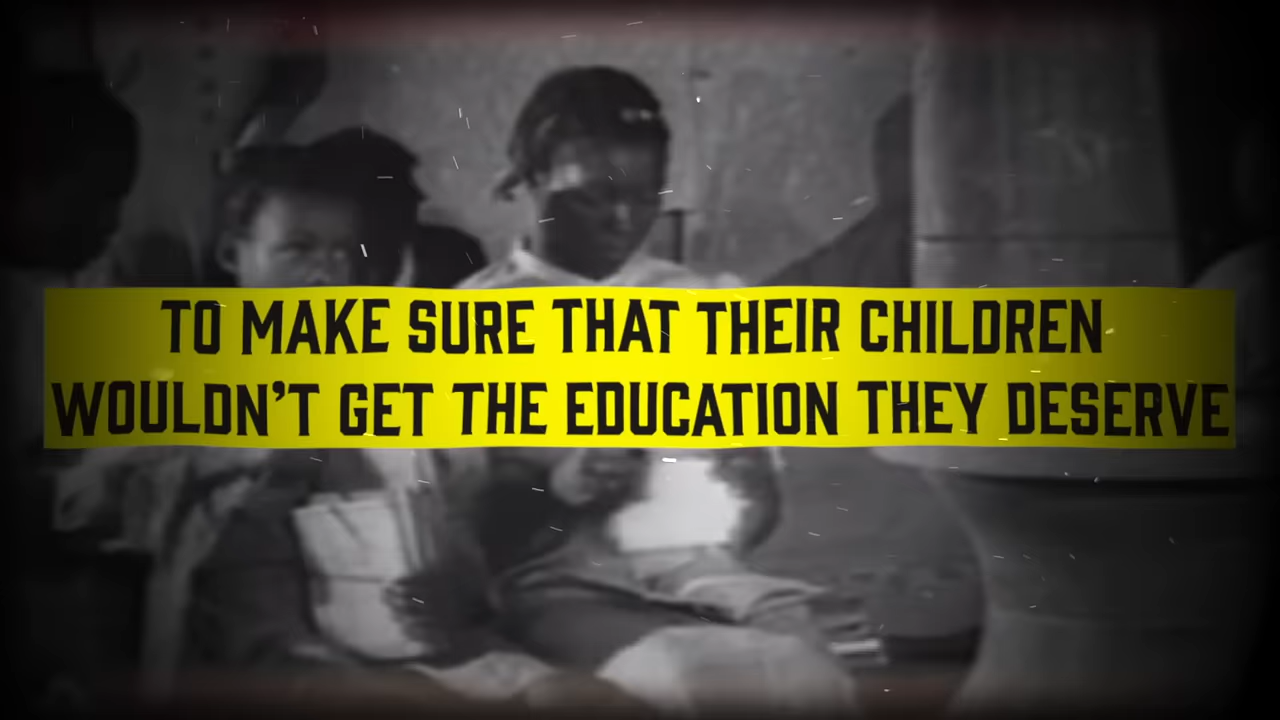 TO MAKE SURE THAT THEIR CHILDREN
WOULDN'T GET THE EDUCATION THEY DESERVE